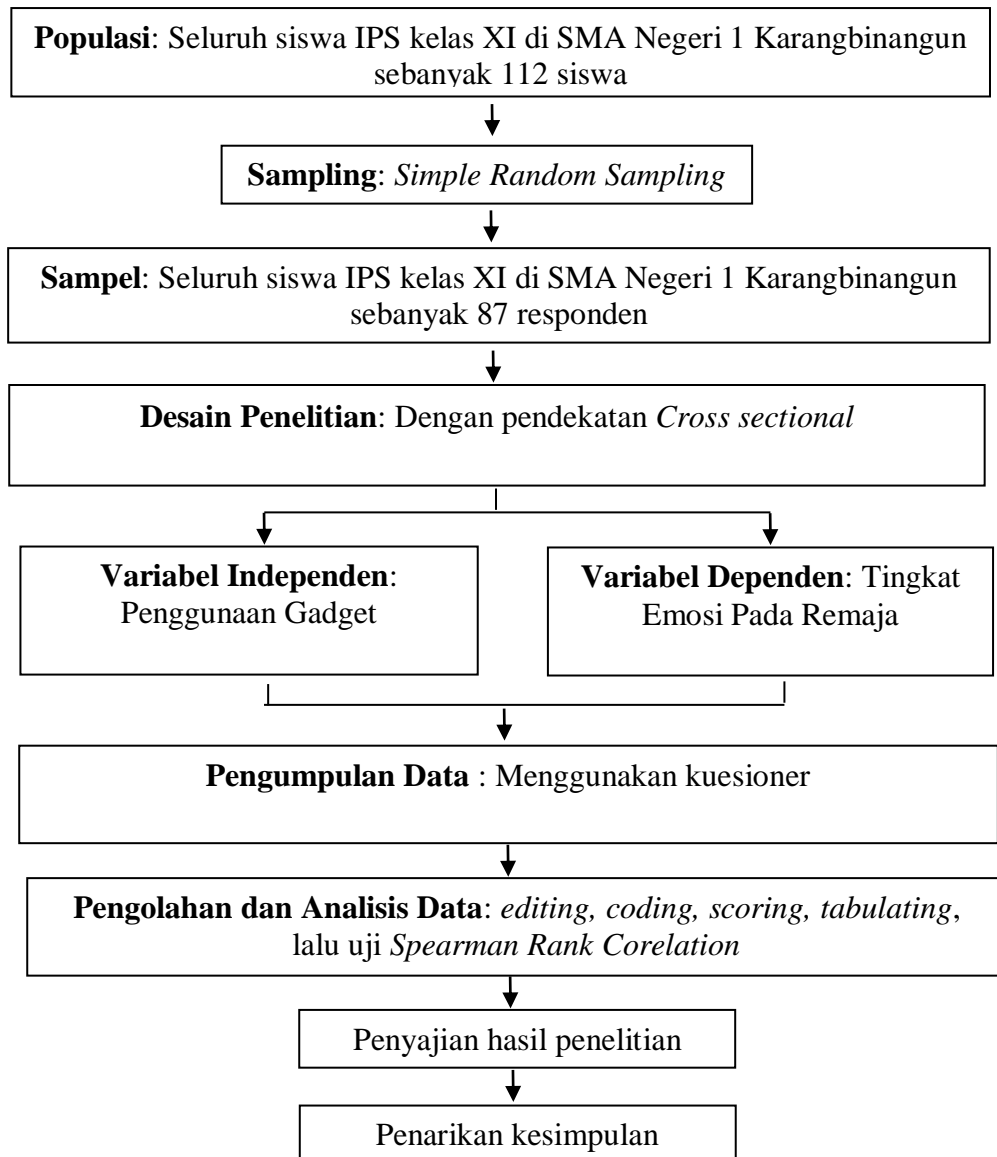 Populasi: Seluruh siswa IPS kelas XI di SMA Negeri 1 Karangbinangun
sebanyak 112 siswa
Sampling: Simple Random Sampling
Sampel: Seluruh siswa IPS kelas XI di SMA Negeri 1 Karangbinangun
sebanyak 87 responden
Desain Penelitian: Dengan pendekatan Cross sectional
Variabel Independen:
Penggunaan Gadget
Variabel Dependen: Tingkat
Emosi Pada Remaja
Pengumpulan Data : Menggunakan kuesioner
Pengolahan dan Analisis Data: editing, coding, scoring, tabulating,
lalu uji Spearman Rank Corelation
Penyajian hasil penelitian
Penarikan kesimpulan